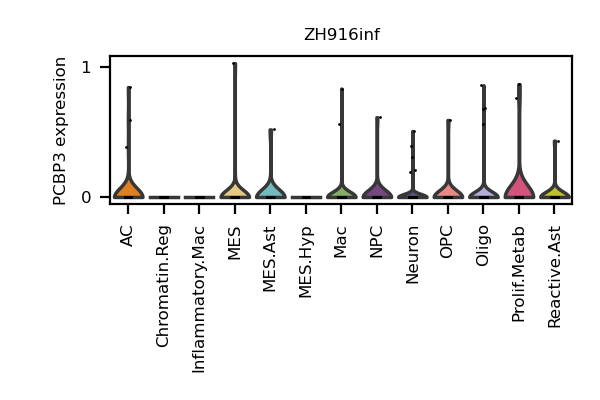 ZH916inf
PCBP3 expression
1
0
AC
Chromatin.Reg
Inflammatory.Mac
MES
MES.Ast
MES.Hyp
Mac
NPC
Neuron
OPC
Oligo
Prolif.Metab
Reactive.Ast